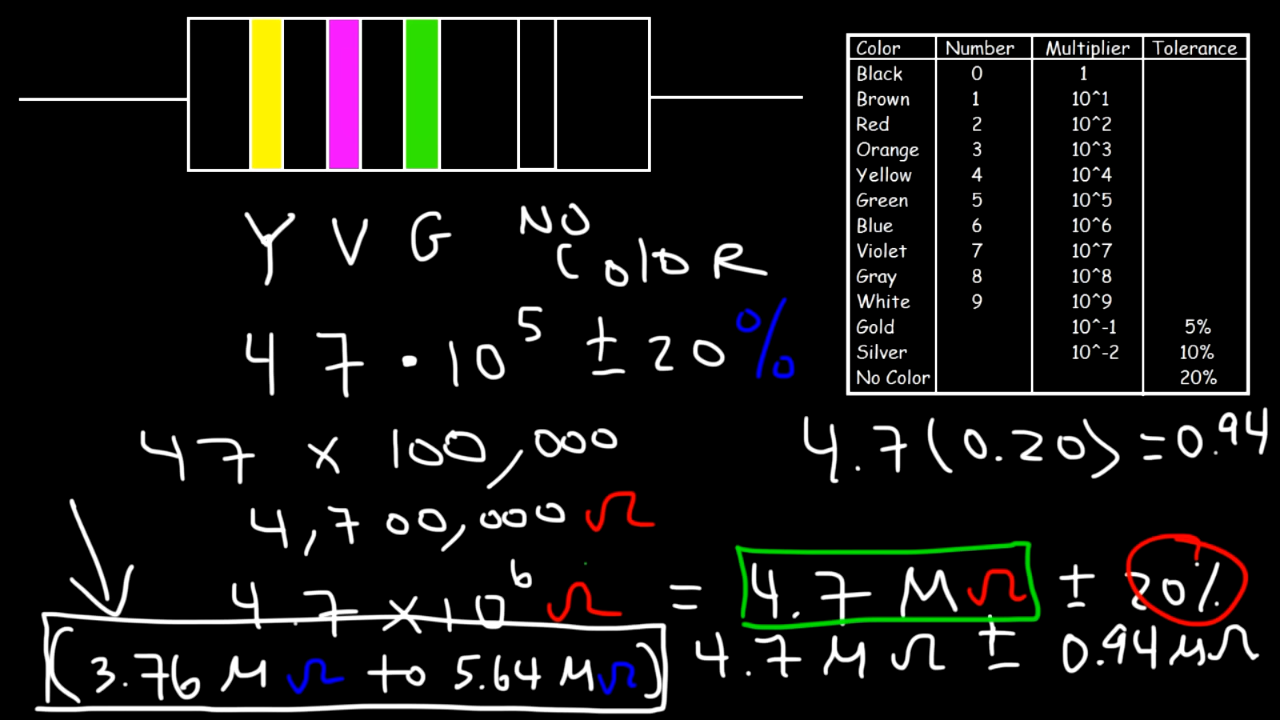 Color Number Multiplier Tolerance
Black 0 1
Brown 1 10^1
Red 2 10^2
Orange 3 10^3
Yellow 4 10^4
Green 5 10^5
Blue 6 10^6
Violet 7 10^7
Gray 8 10^8
White 9 10^9
Gold 10^-1 5%
Silver 10^-2 10%
No Color 20%
Y V G NO
COLOR
4 7 · 10^5 ± 20%
47 x 100,000
4.7(0.20) = 0.94
4,700,000 Ω
4.7 x 10^6 Ω = 4.7 MΩ ± 20%
4.7 MΩ ± 0.94 MΩ
(3.76 MΩ to 5.64 MΩ)